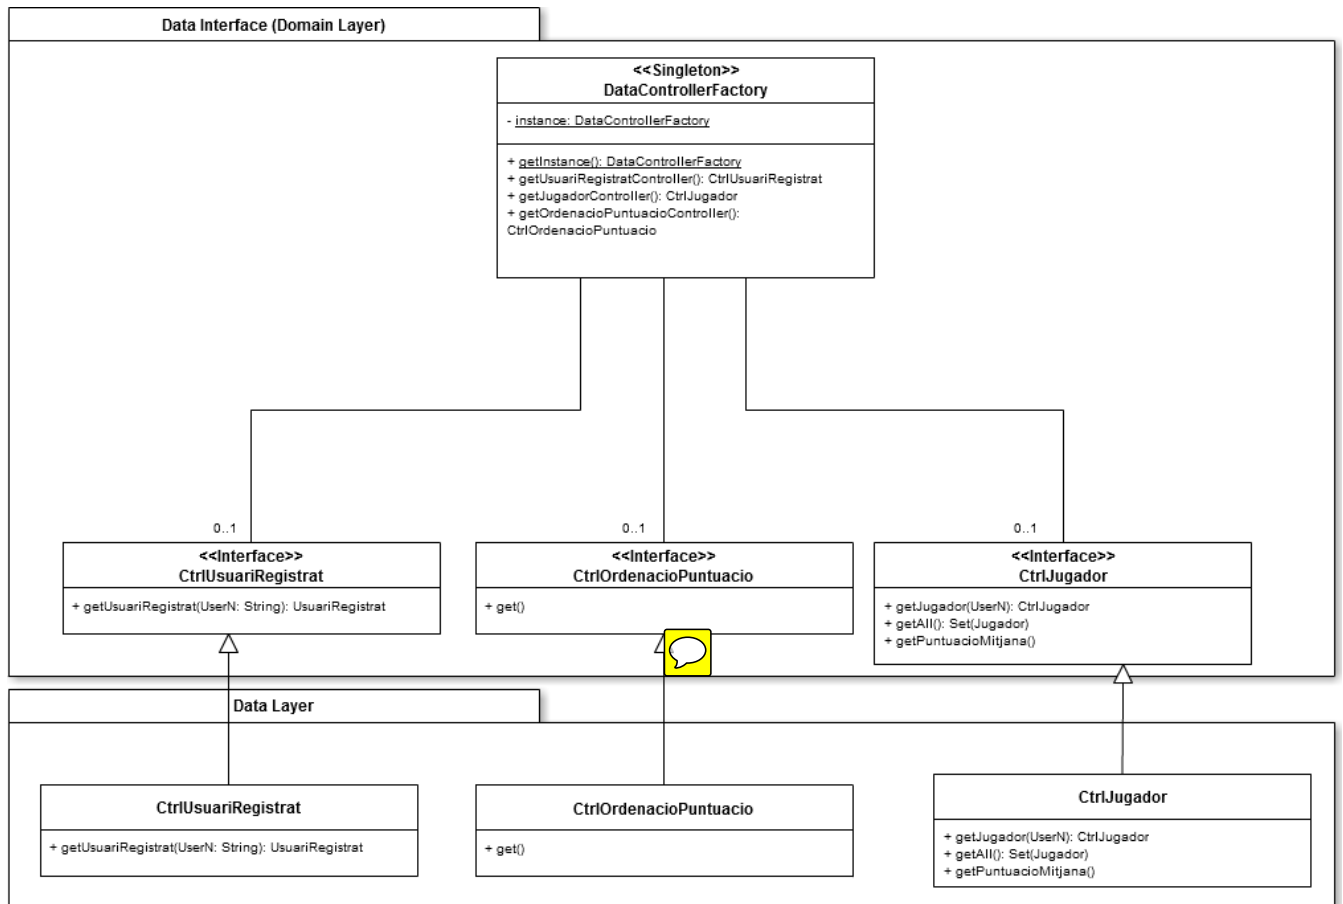 Data Interface (Domain Layer)
<<Singleton>>
DataControllerFactory
- instance: DataControllerFactory
+ getInstance(): DataControllerFactory
+ getUsuariRegistratController(): CtrlUsuariRegistrat
+ getJugadorController(): CtrlJugador
+ getOrdenacioPuntuacioController():
CtrlOrdenacioPuntuacio
0..1
0..1
0..1
<<Interface>>
CtrlUsuariRegistrat
+ getUsuariRegistrat(UserN: String): UsuariRegistrat
<<Interface>>
CtrlOrdenacioPuntuacio
+ get()
<<Interface>>
CtrlJugador
+ getJugador(UserN): CtrlJugador
+ getAll(): Set(Jugador)
+ getPuntuacioMitjana()
Data Layer
CtrlUsuariRegistrat
+ getUsuariRegistrat(UserN: String): UsuariRegistrat
CtrlOrdenacioPuntuacio
+ get()
CtrlJugador
+ getJugador(UserN): CtrlJugador
+ getAll(): Set(Jugador)
+ getPuntuacioMitjana()